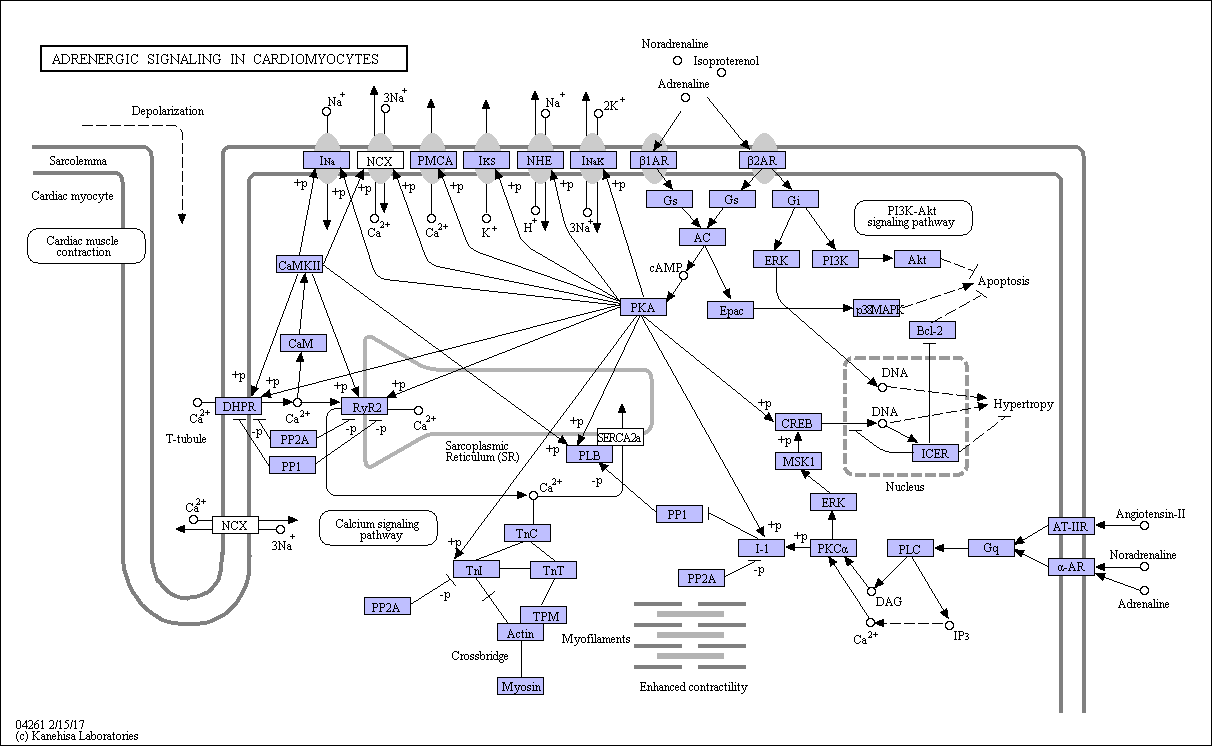 ADRENERGIC SIGNALING IN CARDIOMYOCYTES
Noradrenaline
Isoproterenol
Adrenaline
Depolarization
Na+
3Na+
Na+
2K+
Sarcolemma
INa
NCX
PMCA
IKS
NHE
INaK
β1AR
β2AR
+p
+p
+p
+p
+p
+p
+p
Cardiac myocyte
Ca2+
Ca2+
K+
H+
3Na+
Gs
Gs
Gi
PI3K-Akt
signaling pathway
Cardiac muscle
contraction
AC
CaMKII
cAMP
ERK
PI3K
Akt
Apoptosis
PKA
Epac
p38MAPK
Bcl-2
CaM
+p
+p
+p
+p
DNA
DHPR
Ca2+
Ca2+
RyR2
Ca2+
+p
DNA
Hypertropy
T-tubule
-p
PP2A
-p
-p
+p
CREB
SERCA2a
Sarcoplasmic
Reticulum (SR)
+p
PLB
+p
MSK1
ICER
PP1
-p
Nucleus
Ca2+
Ca2+
NCX
3Na+
Calcium signaling
pathway
PP1
ERK
TnC
+p
+p
+p
I-1
PKCα
PLC
Gq
AT-IIR
Angiotensin-II
Noradrenaline
α-AR
Adrenaline
TnI
TnT
-p
PP2A
-p
PP2A
DAG
TPM
Actin
Myofilaments
Ca2+
IP3
Crossbridge
Myosin
Enhanced contractility
04261 2/15/17
(c) Kanehisa Laboratories